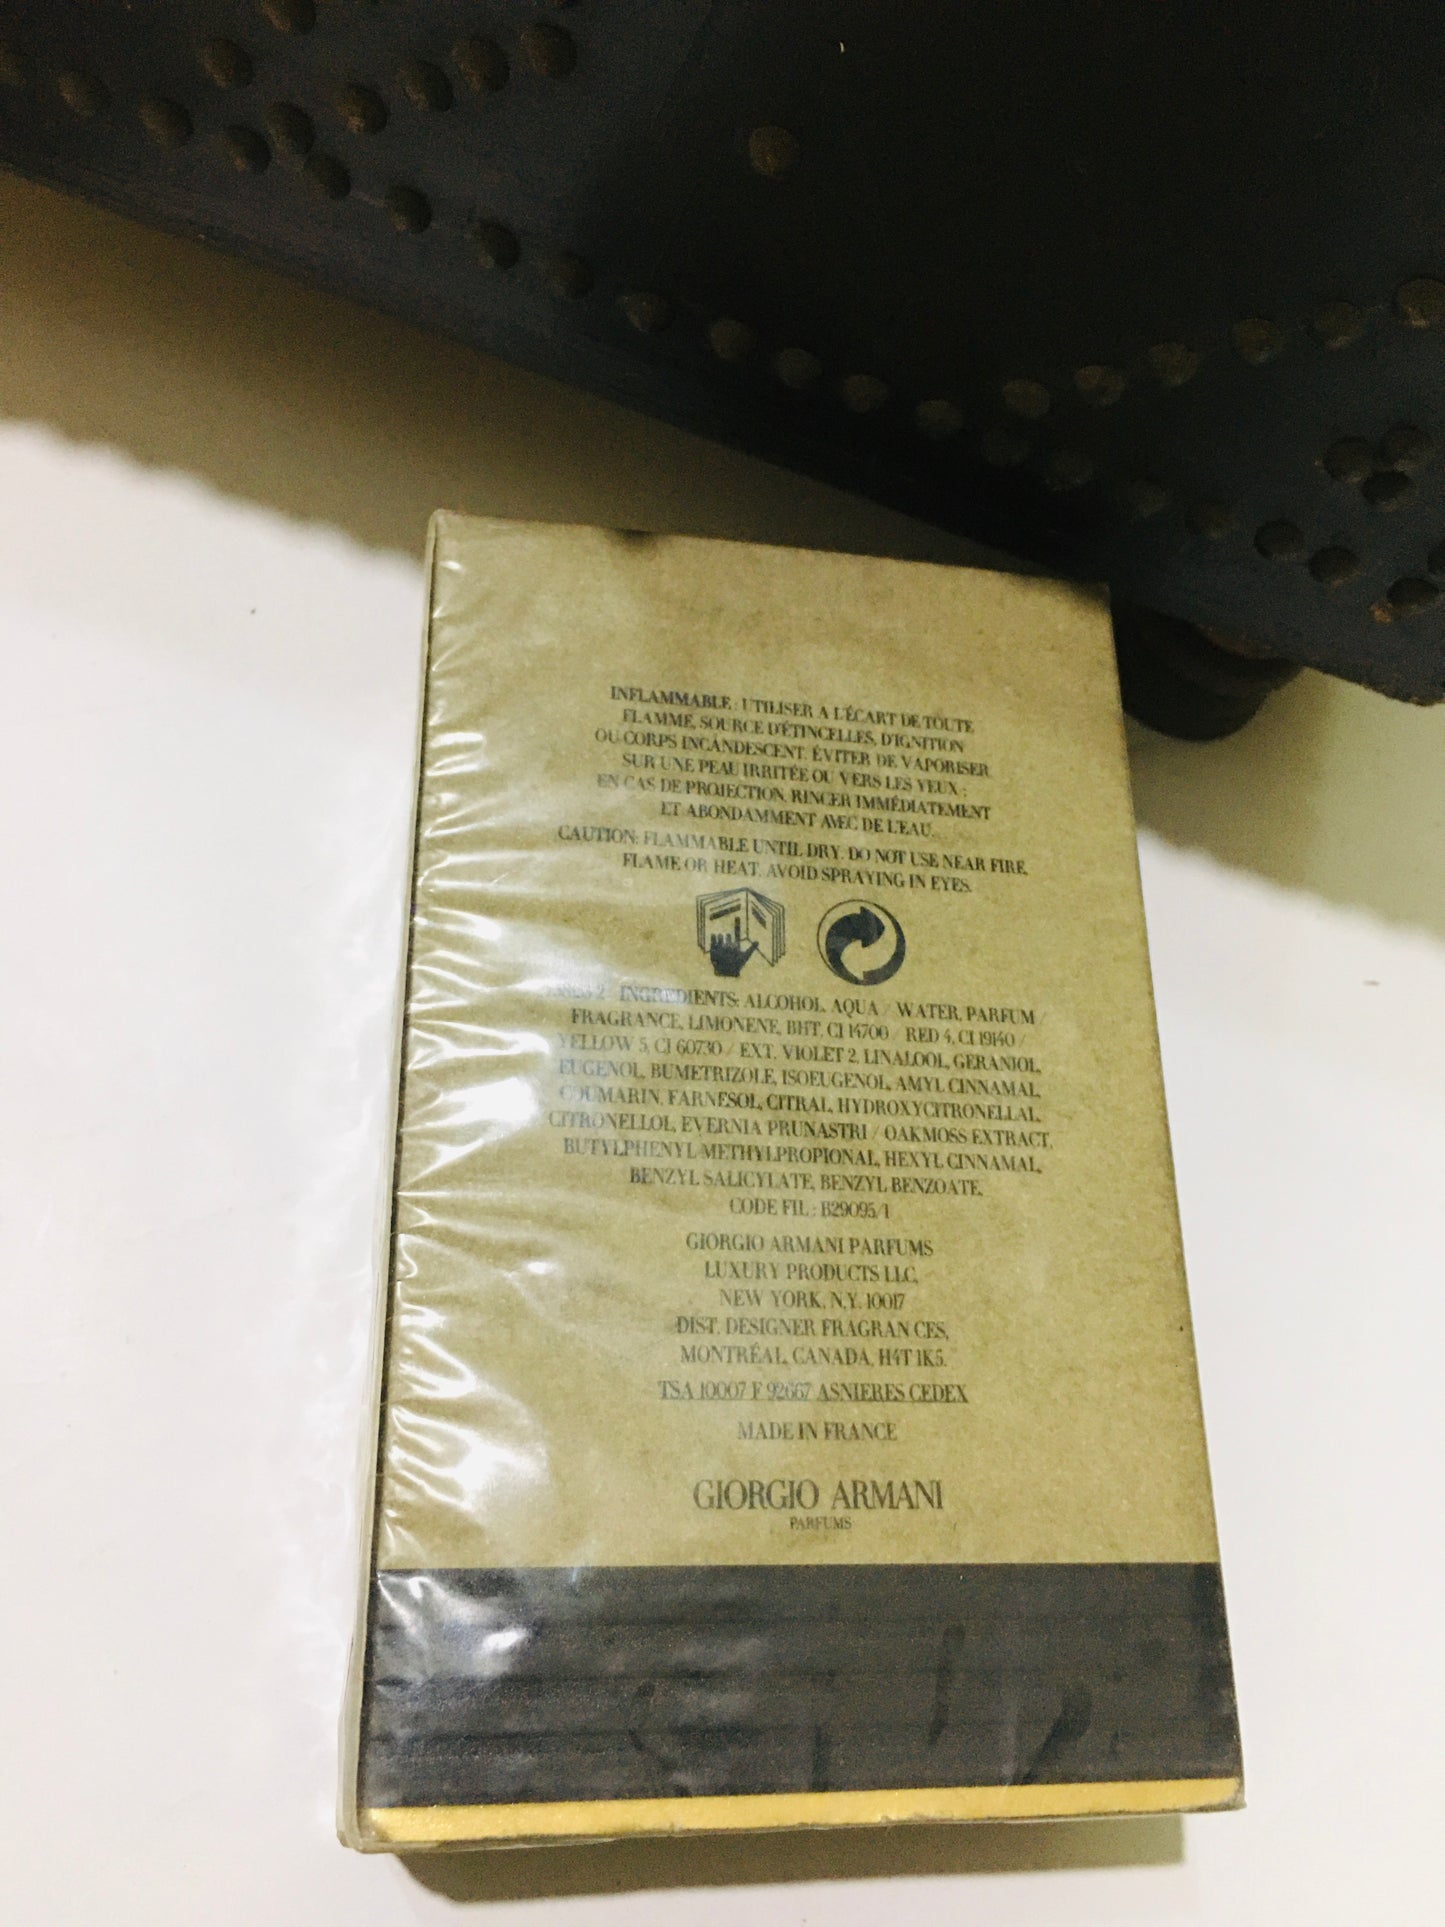 INFLAMMABLE : UTILISER A L'ÉCART DE TOUTE
FLAMME, SOURCE D'ÉTINCELLES, D'IGNITION
OU CORPS INCANDESCENT. ÉVITER DE VAPORISER
SUR UNE PEAU IRRITÉE OU VERS LES YEUX ;
EN CAS DE PROJECTION, RINCER IMMÉDIATEMENT
ET ABONDAMMENT AVEC DE L'EAU.
CAUTION: FLAMMABLE UNTIL DRY. DO NOT USE NEAR FIRE,
FLAME OR HEAT. AVOID SPRAYING IN EYES.
INGREDIENTS: ALCOHOL, AQUA / WATER, PARFUM /
FRAGRANCE, LIMONENE, BHT, CI 14700 / RED 4, CI 19140 /
YELLOW 5, CI 60730 / EXT. VIOLET 2, LINALOOL, GERANIOL,
EUGENOL, BUMETRIZOLE, ISOEUGENOL, AMYL CINNAMAL,
COUMARIN, FARNESOL, CITRAL, HYDROXYCITRONELLAL,
CITRONELLOL, EVERNIA PRUNASTRI / OAKMOSS EXTRACT,
BUTYLPHENYL METHYLPROPIONAL, HEXYL CINNAMAL,
BENZYL SALICYLATE, BENZYL BENZOATE.
CODE FIL : B29095/1
GIORGIO ARMANI PARFUMS
LUXURY PRODUCTS LLC,
NEW YORK, N.Y. 10017
DIST. DESIGNER FRAGRANCES,
MONTRÉAL, CANADA, H4T 1K5.
TSA 10007 F 92667 ASNIERES CEDEX
MADE IN FRANCE
GIORGIO ARMANI
PARFUMS